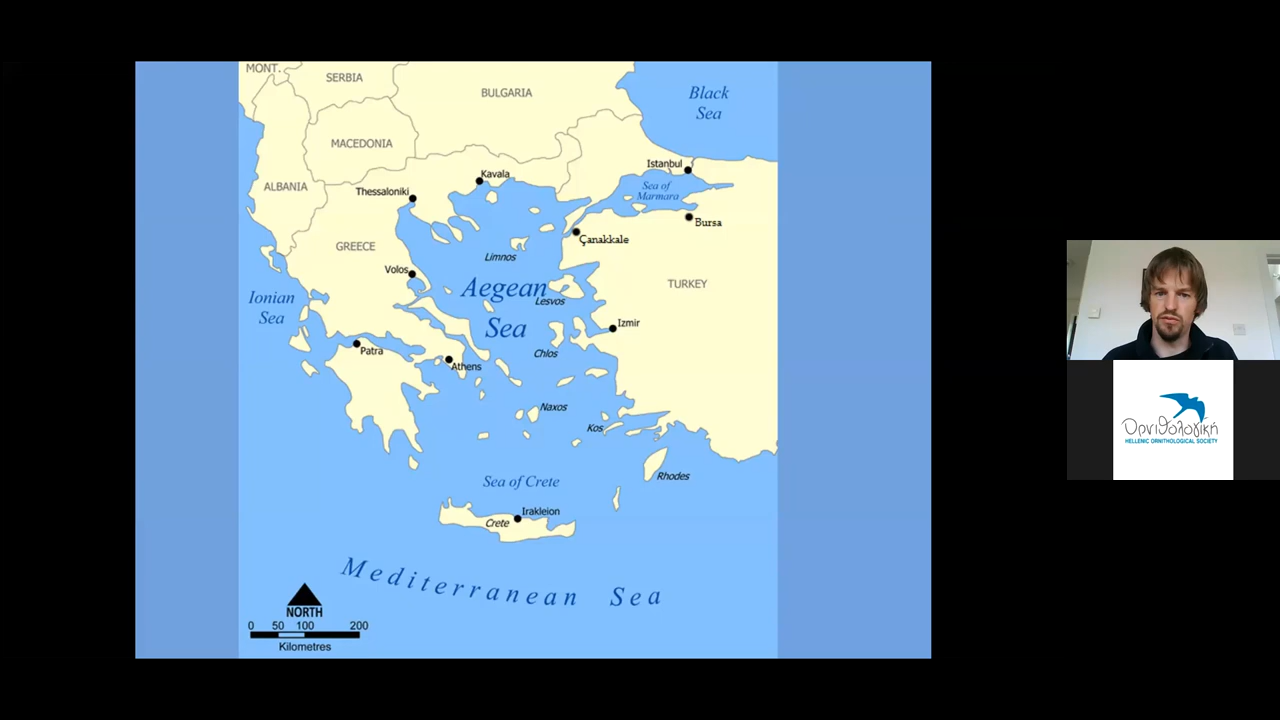 MONT.
SERBIA
BULGARIA
Black
Sea
MACEDONIA
Istanbul
Kavala
Sea of
Marmara
ALBANIA
Thessaloniki
Bursa
Çanakkale
GREECE
Limnos
Volos
TURKEY
Aegean
Sea
Lesvos
Ionian
Sea
Izmir
Patra
Chlos
Athens
Naxos
Kos
Rhodes
Sea of Crete
Irakleion
Crete
Mediterranean Sea
NORTH
0 50 100 200
Kilometres
Ορνιθολογική
HELLENIC ORNITHOLOGICAL SOCIETY